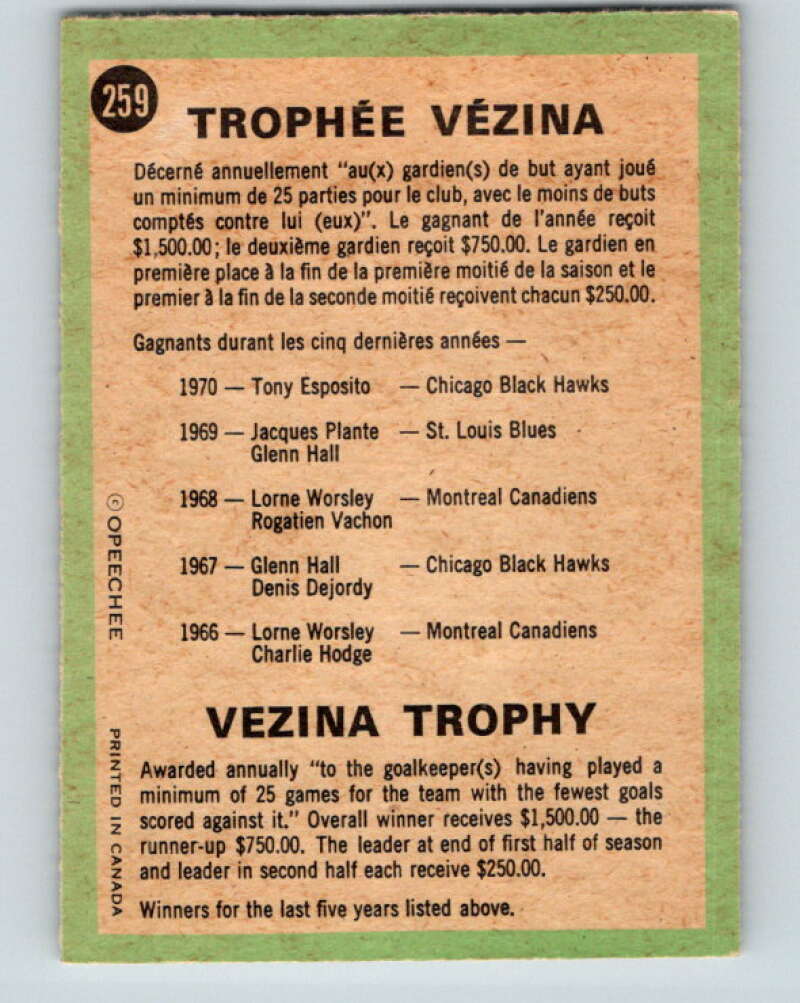 259
TROPHÉE VÉZINA
Décerné annuellement "au(x) gardien(s) de but ayant joué
un minimum de 25 parties pour le club, avec le moins de buts
comptés contre lui (eux)". Le gagnant de l'année reçoit
$1,500.00; le deuxième gardien reçoit $750.00. Le gardien en
première place à la fin de la première moitié de la saison et le
premier à la fin de la seconde moitié reçoivent chacun $250.00.
Gagnants durant les cinq dernières années —
1970 — Tony Esposito — Chicago Black Hawks
1969 — Jacques Plante — St. Louis Blues
Glenn Hall
1968 — Lorne Worsley — Montreal Canadiens
Rogatien Vachon
1967 — Glenn Hall — Chicago Black Hawks
Denis Dejordy
1966 — Lorne Worsley — Montreal Canadiens
Charlie Hodge
VEZINA TROPHY
Awarded annually "to the goalkeeper(s) having played a
minimum of 25 games for the team with the fewest goals
scored against it." Overall winner receives $1,500.00 — the
runner-up $750.00. The leader at end of first half of season
and leader in second half each receive $250.00.
Winners for the last five years listed above.
© OPEECHEE
PRINTED IN CANADA